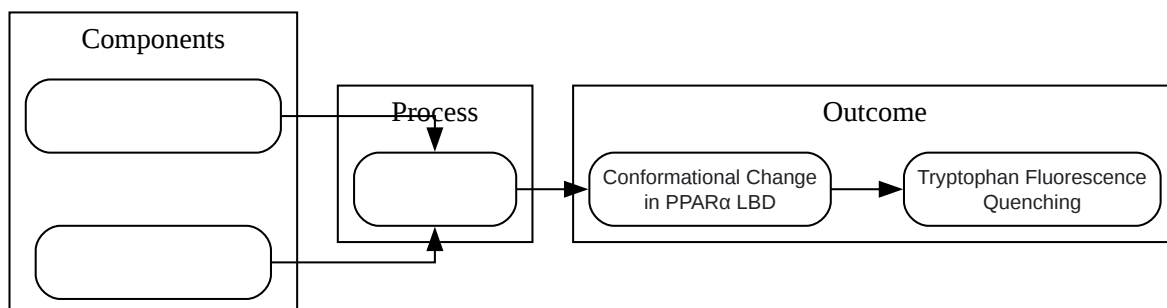 Components
Process
Outcome
Conformational Change
in PPARα LBD
Tryptophan Fluorescence
Quenching